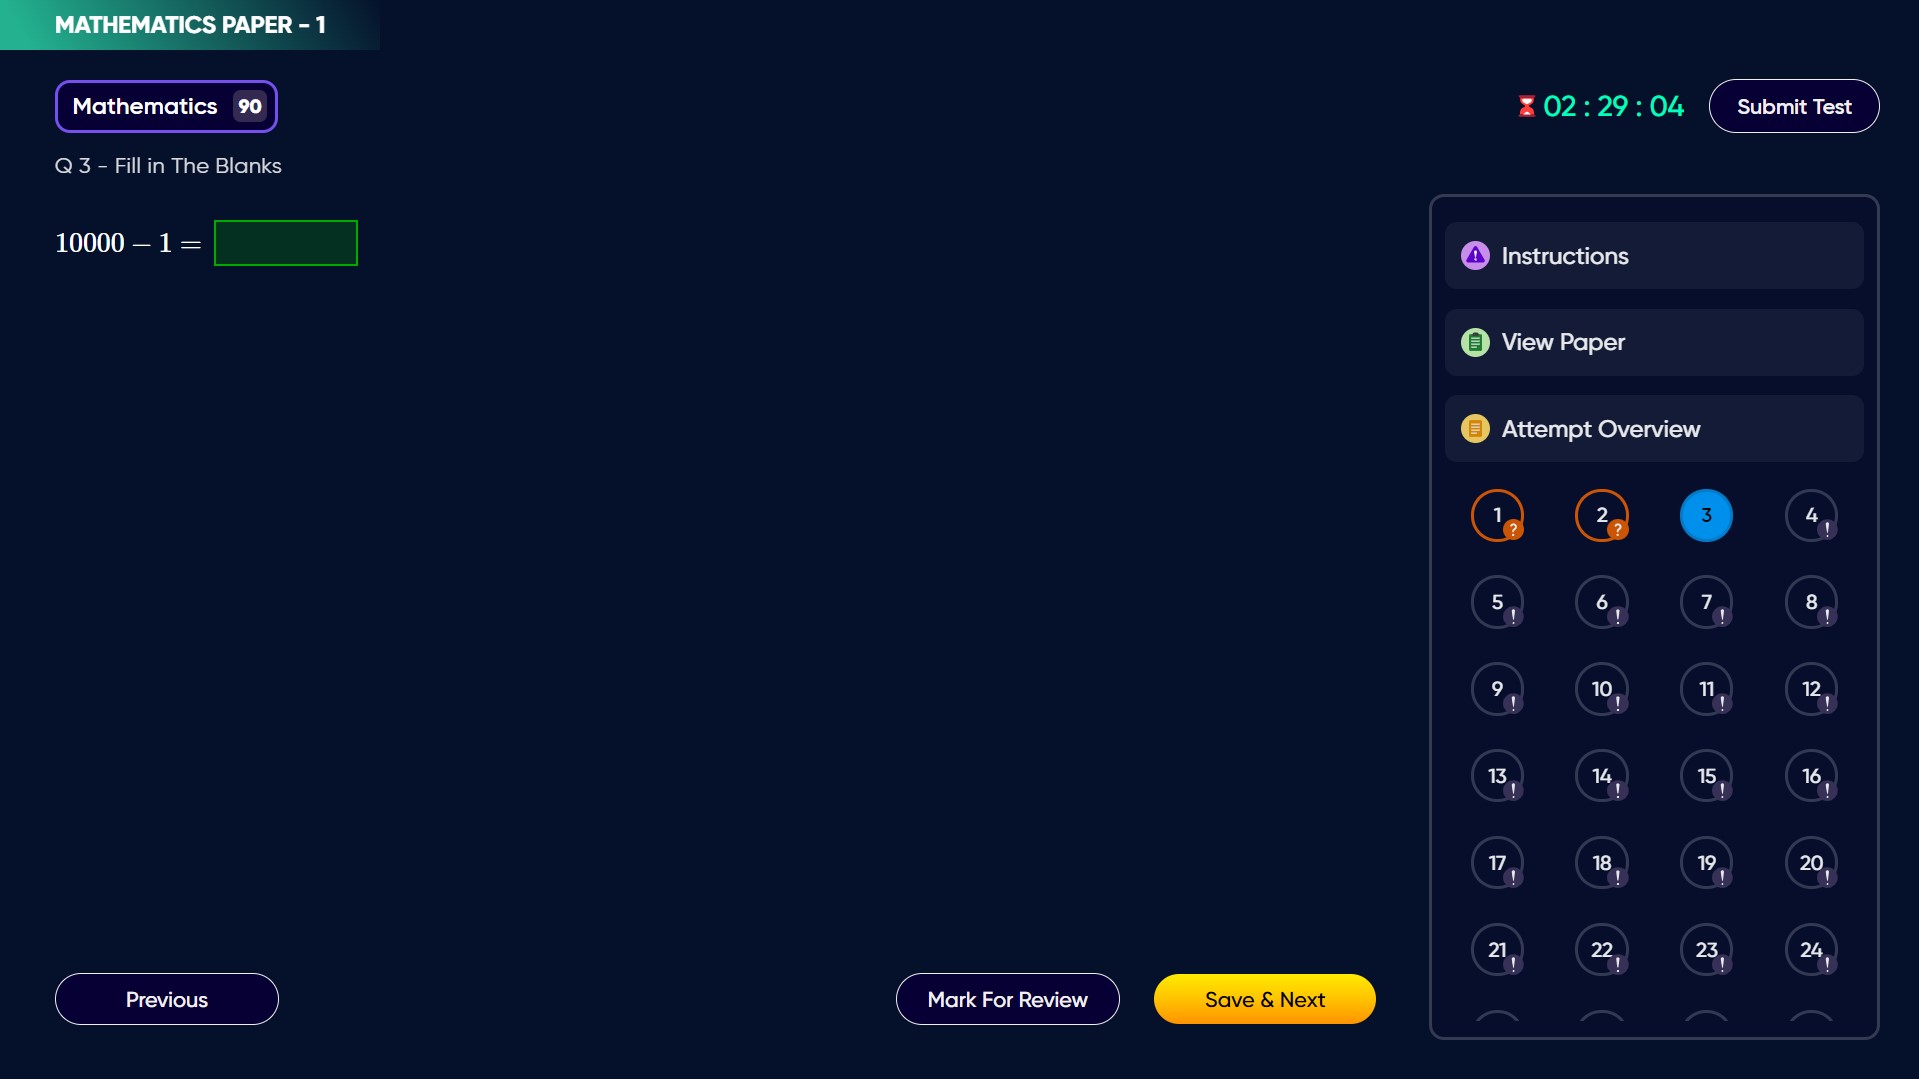 MATHEMATICS PAPER - 1
Mathematics 90
02 : 29 : 04
Submit Test
Q 3 - Fill in The Blanks
10000 − 1 =
Instructions
View Paper
Attempt Overview
1 ? 2 ? 3 4 !
5 ! 6 ! 7 ! 8 !
9 ! 10 ! 11 ! 12 !
13 ! 14 ! 15 ! 16 !
17 ! 18 ! 19 ! 20 !
21 ! 22 ! 23 ! 24 !
Previous
Mark For Review
Save & Next